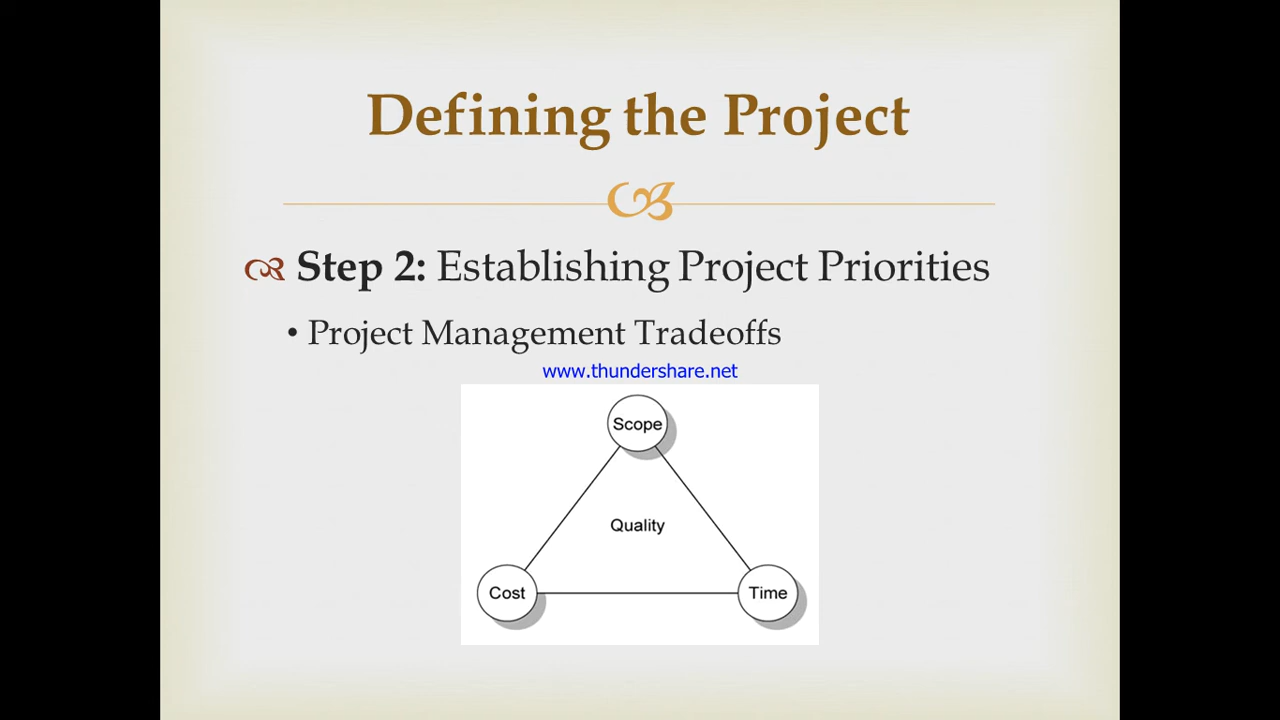 Defining the Project
Step 2: Establishing Project Priorities
• Project Management Tradeoffs
www.thundershare.net
Scope
Quality
Cost
Time